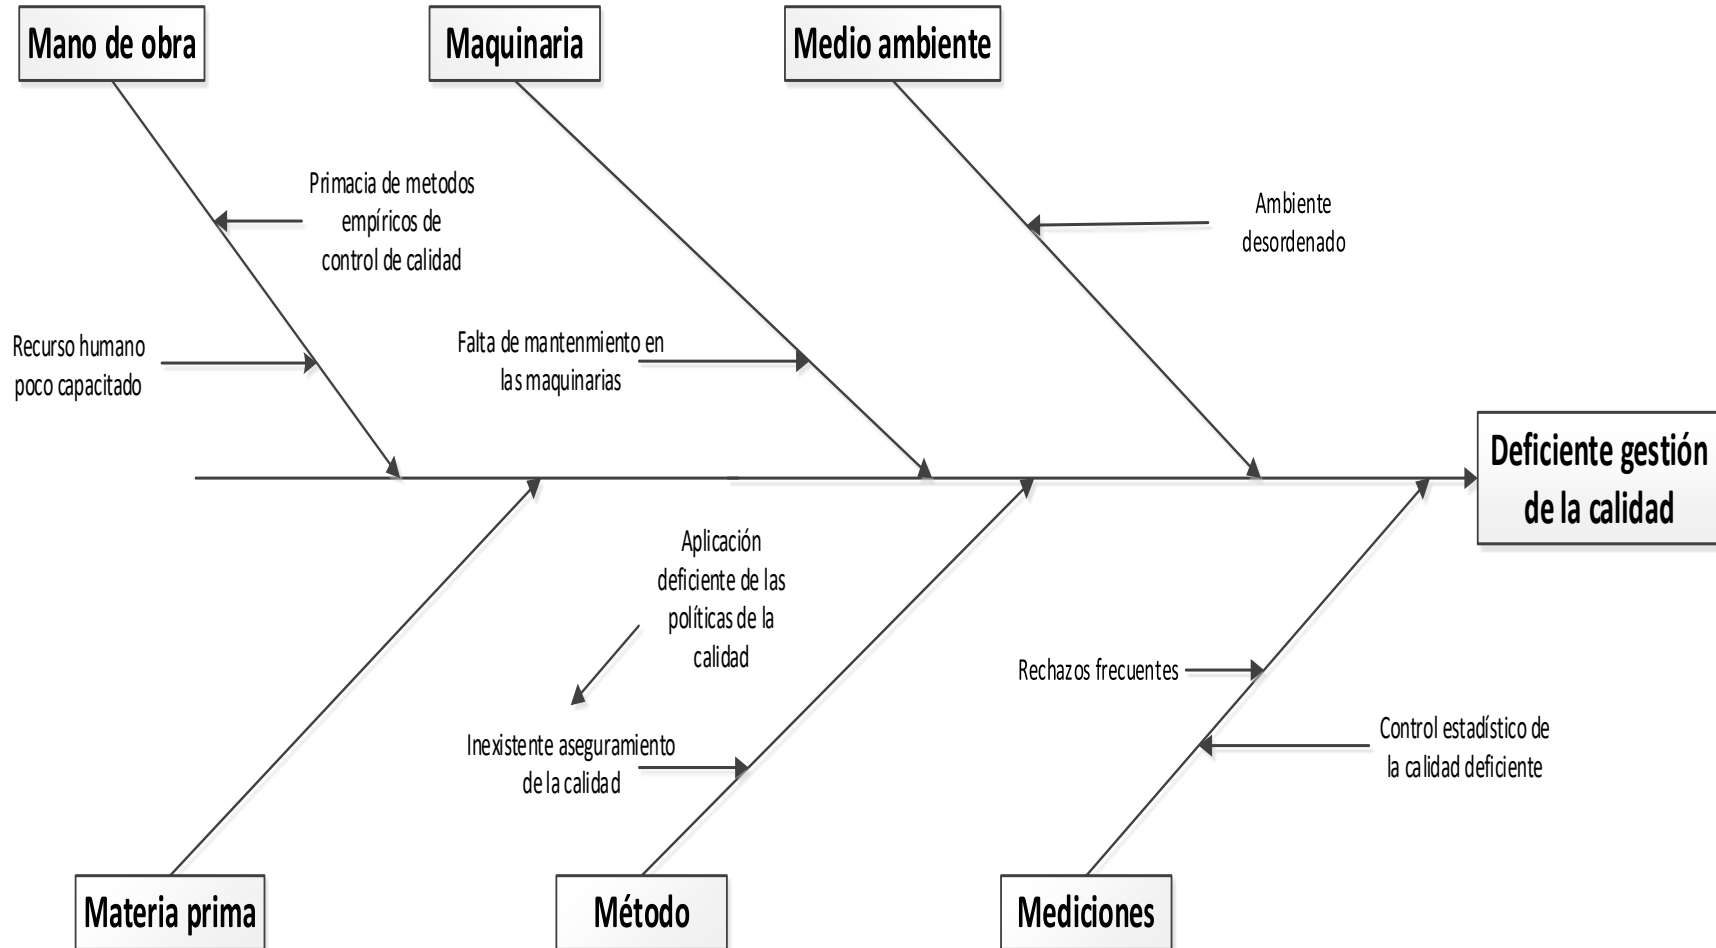 Mano de obra
Maquinaria
Medio ambiente
Primacia de metodos
empíricos de
control de calidad
Ambiente
desordenado
Recurso humano
poco capacitado
Falta de mantenmiento en
las maquinarias
Deficiente gestión
de la calidad
Aplicación
deficiente de las
políticas de la
calidad
Rechazos frecuentes
Inexistente aseguramiento
de la calidad
Control estadístico de
la calidad deficiente
Materia prima
Método
Mediciones